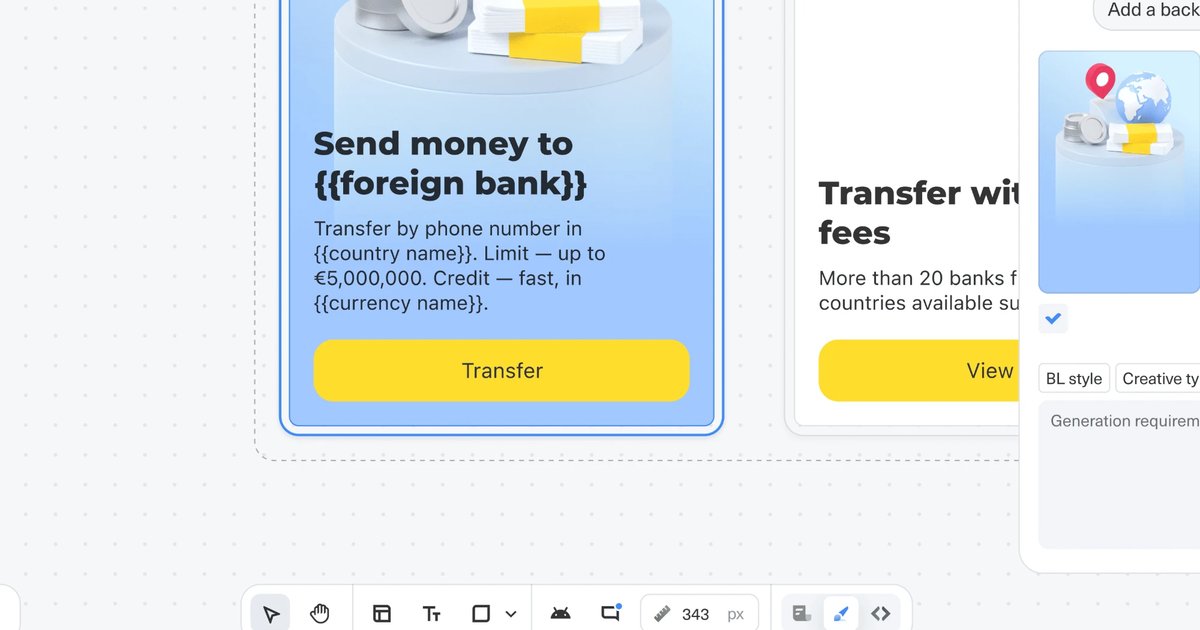 Add a back
Send money to
{{foreign bank}}
Transfer by phone number in
{{country name}}. Limit — up to
€5,000,000. Credit — fast, in
{{currency name}}.
Transfer
Transfer wit
fees
More than 20 banks f
countries available su
View
BL style
Creative ty
Generation requirem
Tт
343 px